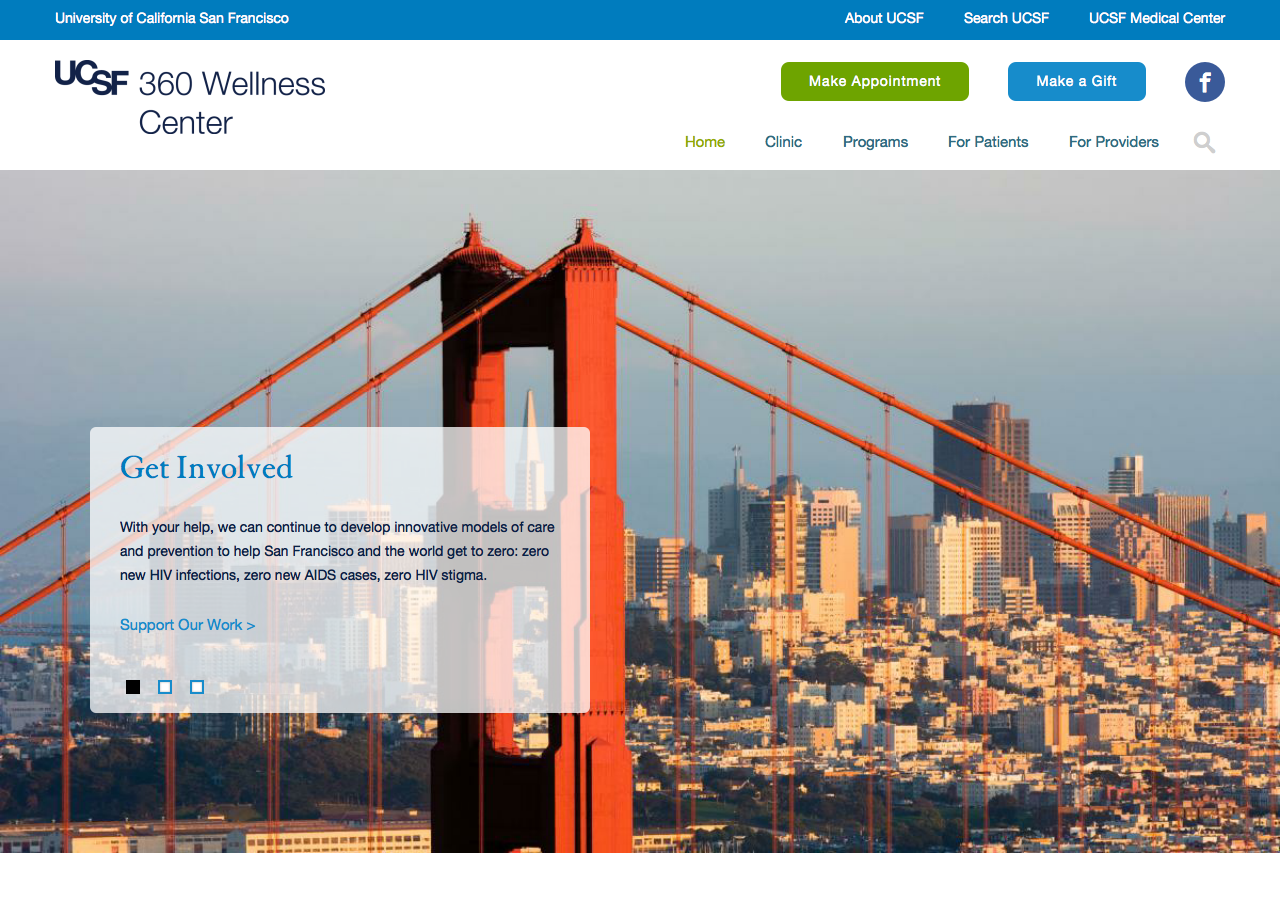 University of California San Francisco
About UCSF
Search UCSF
UCSF Medical Center
UCSF 360 Wellness
Center
Make Appointment
Make a Gift
f
Home
Clinic
Programs
For Patients
For Providers
Get Involved
With your help, we can continue to develop innovative models of care
and prevention to help San Francisco and the world get to zero: zero
new HIV infections, zero new AIDS cases, zero HIV stigma.
Support Our Work >